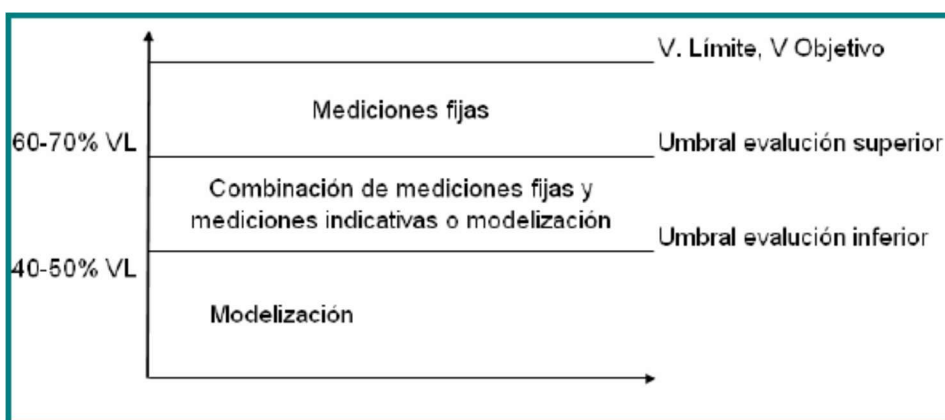 V. Límite, V Objetivo
Mediciones fijas
60-70% VL
Umbral evalución superior
Combinación de mediciones fijas y
mediciones indicativas o modelización
Umbral evalución inferior
40-50% VL
Modelización